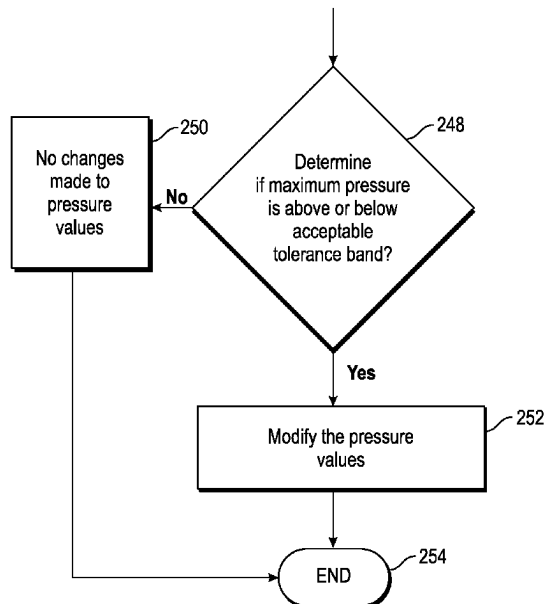 250
No changes
made to
pressure
values
No
248
Determine
if maximum pressure
is above or below
acceptable
tolerance band?
Yes
252
Modify the pressure
values
254
END